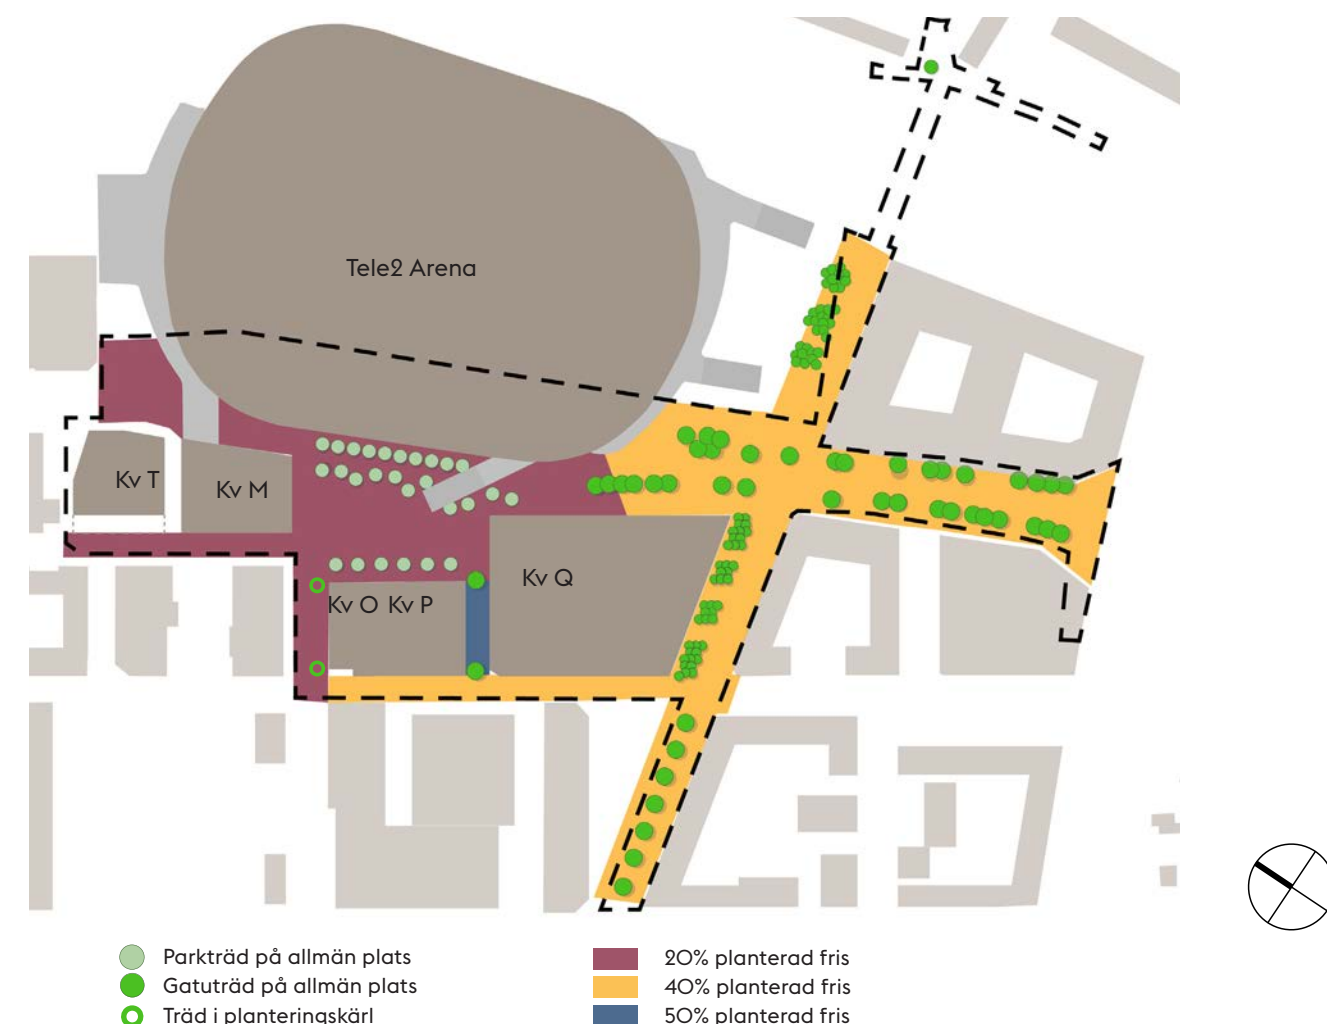 Tele2 Arena
Kv T
Kv M
Kv Q
Kv O Kv P
Parkträd på allmän plats
Gatuträd på allmän plats
Träd i planteringskärl
20% planterad fris
40% planterad fris
50% planterad fris